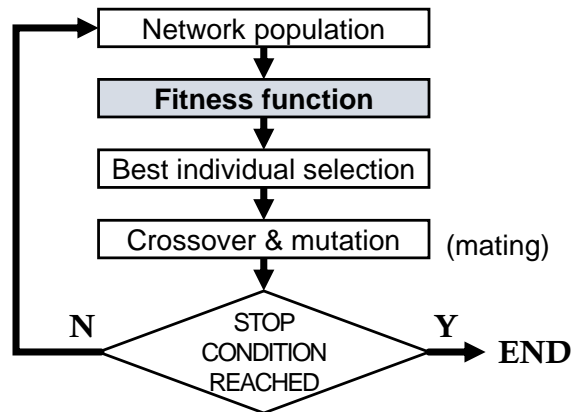 Network population
Fitness function
Best individual selection
Crossover & mutation (mating)
N
STOP
CONDITION
REACHED
Y
END